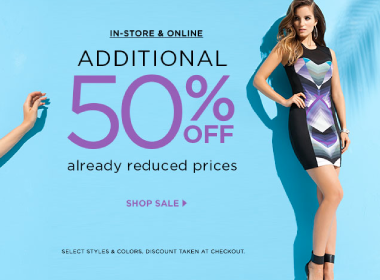 IN-STORE & ONLINE
ADDITIONAL
50% OFF
already reduced prices
SHOP SALE
SELECT STYLES & COLORS. DISCOUNT TAKEN AT CHECKOUT.